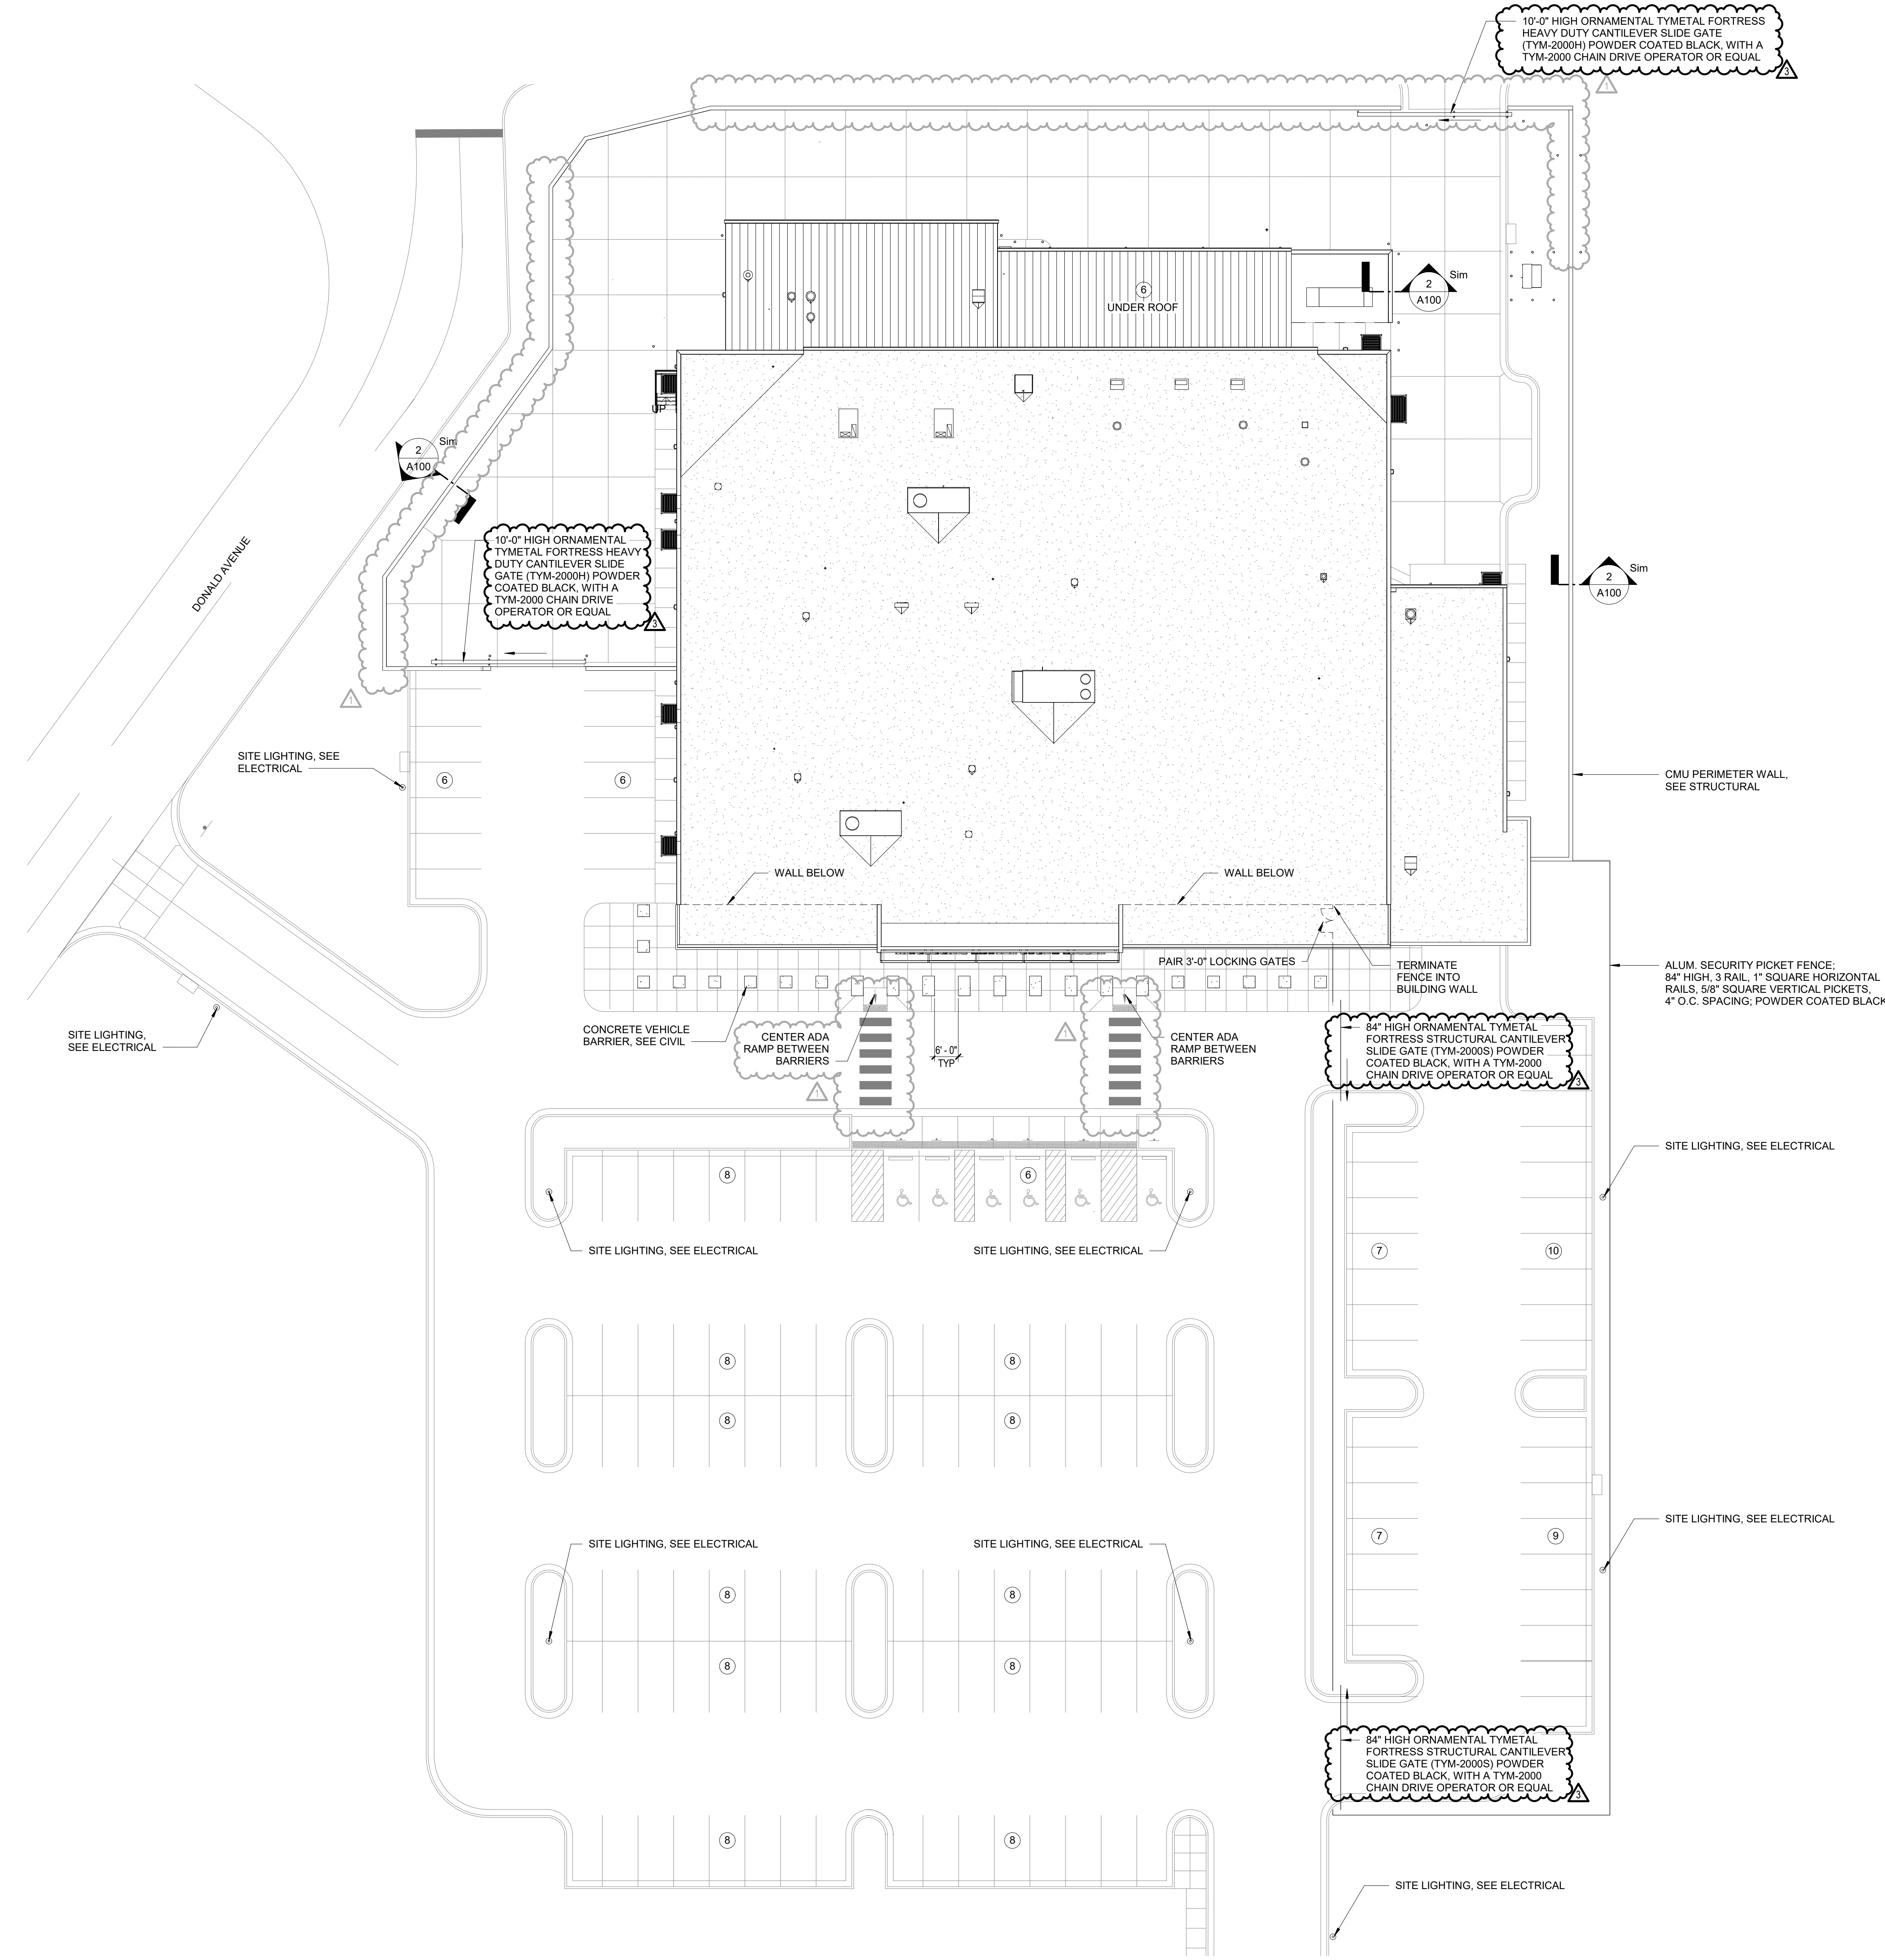 10'-0" HIGH ORNAMENTAL TYMETAL FORTRESS
HEAVY DUTY CANTILEVER SLIDE GATE
(TYM-2000H) POWDER COATED BLACK, WITH A
TYM-2000 CHAIN DRIVE OPERATOR OR EQUAL
3
1
Sim
2
A100
6
UNDER ROOF
UP
Sim
2
A100
10'-0" HIGH ORNAMENTAL
TYMETAL FORTRESS HEAVY
DUTY CANTILEVER SLIDE
GATE (TYM-2000H) POWDER
COATED BLACK, WITH A
TYM-2000 CHAIN DRIVE
OPERATOR OR EQUAL
3
DONALD AVENUE
Sim
2
A100
1
SITE LIGHTING, SEE
ELECTRICAL
6
6
CMU PERIMETER WALL,
SEE STRUCTURAL
WALL BELOW
WALL BELOW
PAIR 3'-0" LOCKING GATES
TERMINATE
FENCE INTO
BUILDING WALL
ALUM. SECURITY PICKET FENCE;
84" HIGH, 3 RAIL, 1" SQUARE HORIZONTAL
RAILS, 5/8" SQUARE VERTICAL PICKETS,
4" O.C. SPACING; POWDER COATED BLACK
SITE LIGHTING,
SEE ELECTRICAL
CONCRETE VEHICLE
BARRIER, SEE CIVIL
CENTER ADA
RAMP BETWEEN
BARRIERS
1
6' - 0"
TYP
1
CENTER ADA
RAMP BETWEEN
BARRIERS
84" HIGH ORNAMENTAL TYMETAL
FORTRESS STRUCTURAL CANTILEVER
SLIDE GATE (TYM-2000S) POWDER
COATED BLACK, WITH A TYM-2000
CHAIN DRIVE OPERATOR OR EQUAL
3
SITE LIGHTING, SEE ELECTRICAL
8
6
SITE LIGHTING, SEE ELECTRICAL
SITE LIGHTING, SEE ELECTRICAL
7
10
8
8
8
8
SITE LIGHTING, SEE ELECTRICAL
SITE LIGHTING, SEE ELECTRICAL
SITE LIGHTING, SEE ELECTRICAL
7
9
8
8
8
8
84" HIGH ORNAMENTAL TYMETAL
FORTRESS STRUCTURAL CANTILEVER
SLIDE GATE (TYM-2000S) POWDER
COATED BLACK, WITH A TYM-2000
CHAIN DRIVE OPERATOR OR EQUAL
3
8
8
SITE LIGHTING, SEE ELECTRICAL